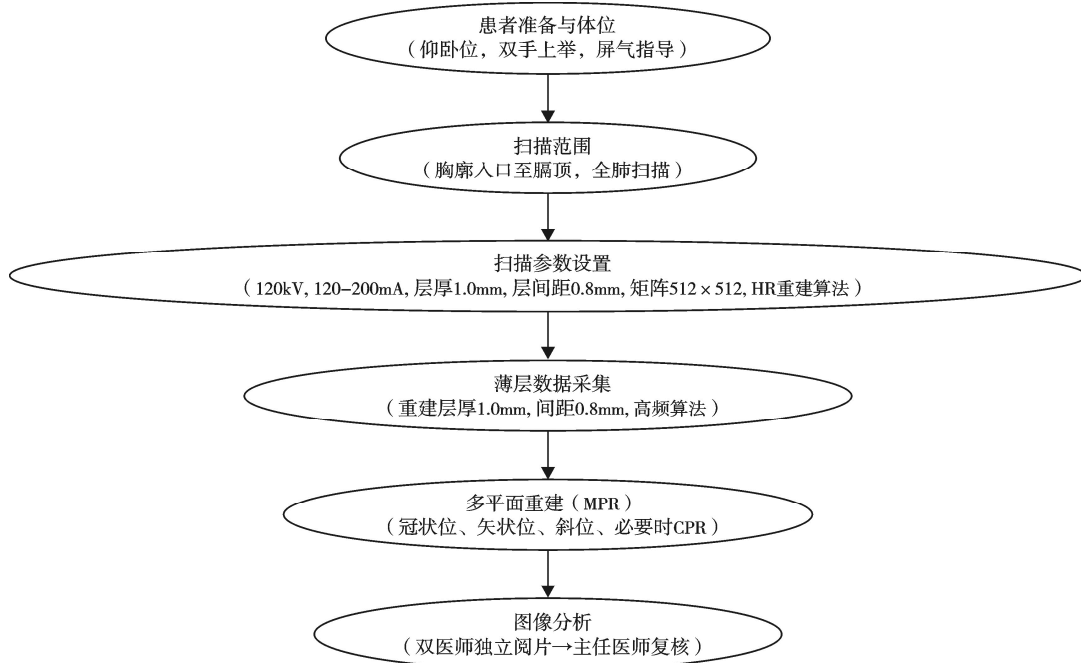 患者准备与体位
（仰卧位，双手上举，屏气指导）
扫描范围
（胸廓入口至膈顶，全肺扫描）
扫描参数设置
（120kV, 120-200mA, 层厚1.0mm, 层间距0.8mm, 矩阵512×512, HR重建算法）
薄层数据采集
（重建层厚1.0mm, 间距0.8mm, 高频算法）
多平面重建（MPR）
（冠状位、矢状位、斜位、必要时CPR）
图像分析
（双医师独立阅片→主任医师复核）